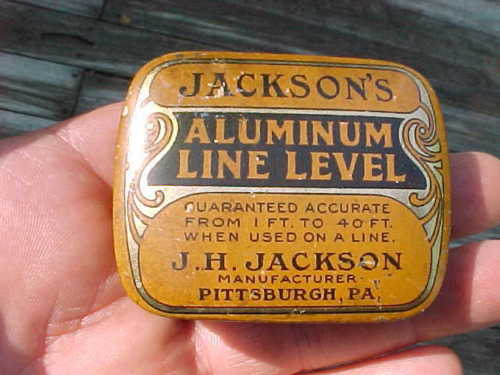 JACKSON'S
ALUMINUM
LINE LEVEL
GUARANTEED ACCURATE
FROM 1 FT. TO 40 FT.
WHEN USED ON A LINE.
J.H. JACKSON
MANUFACTURER
PITTSBURGH, PA.